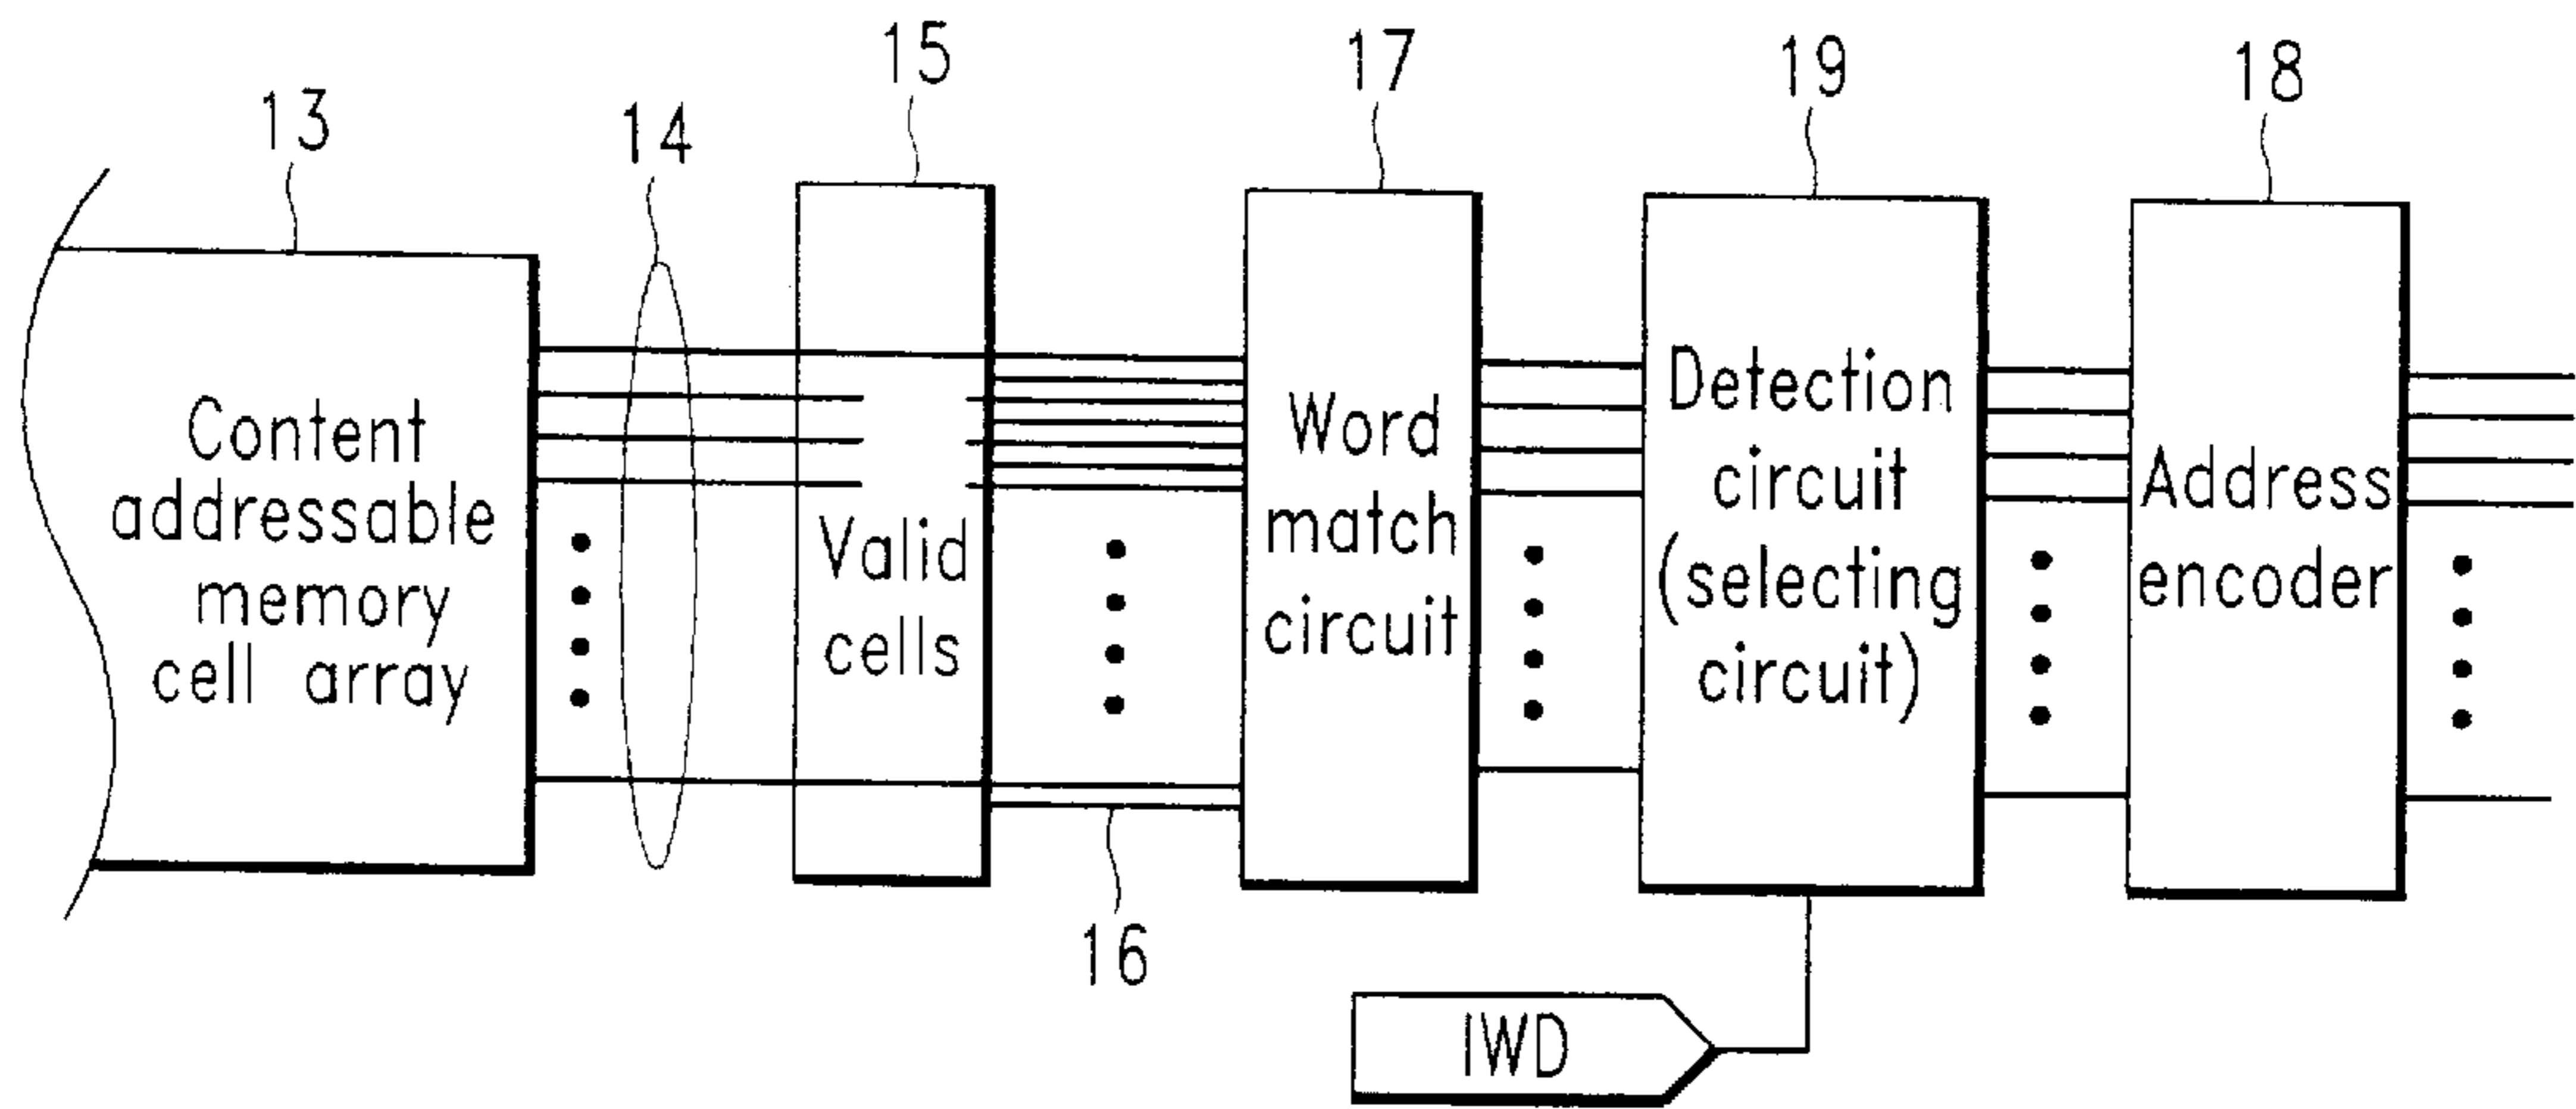 13
14
15
17
19
18
Content
addressable
memory
cell array
Valid
cells
Word
match
circuit
Detection
circuit
(selecting
circuit)
Address
encoder
16
IWD